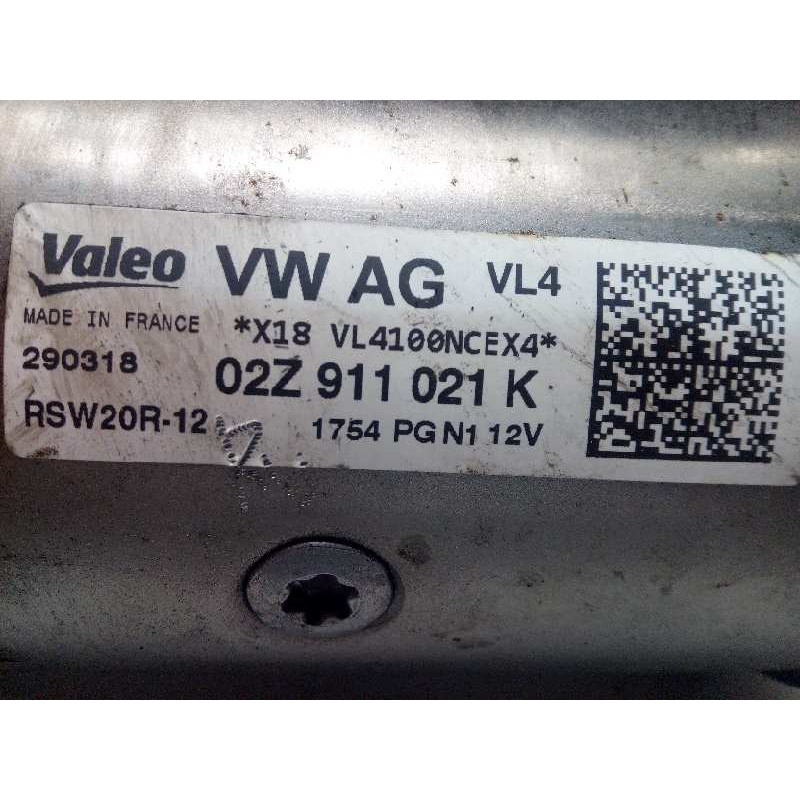 Valeo VW AG VL4
MADE IN FRANCE *X18 VL4100NCEX4*
290318 02Z 911 021 K
RSW20R-12 1754 PG N1 12V